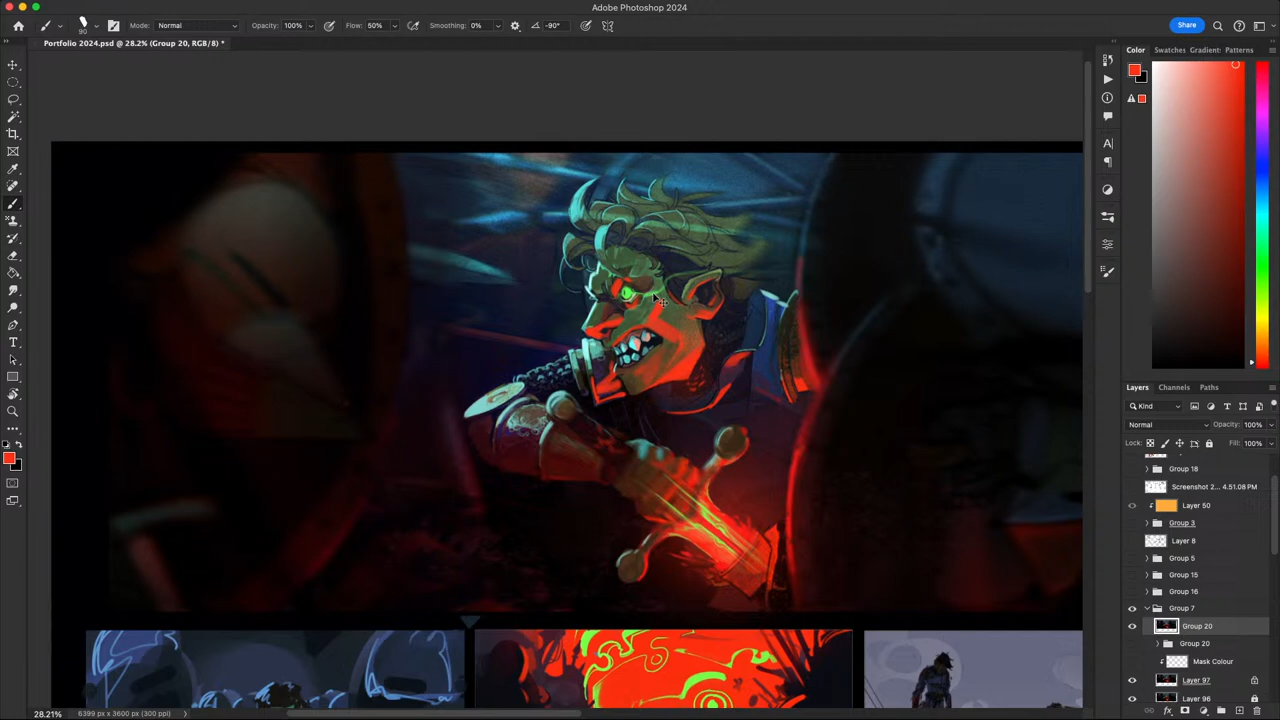 Adobe Photoshop 2024
90
Mode: Normal
Opacity: 100%
Flow: 50%
Smoothing: 0%
-90°
Share
Portfolio 2024.psd @ 28.2% (Group 20, RGB/8) *
Color
Swatches
Gradient:
Patterns
Layers
Channels
Paths
Kind
Normal
Opacity: 100%
Lock:
Fill: 100%
Group 18
Screenshot 2... 4.51.08 PM
Layer 50
Group 3
Layer 8
Group 5
Group 15
Group 16
Group 7
Group 20
Group 20
Mask Colour
Layer 97
Layer 96
28.21%
6399 px x 3600 px (300 ppi)